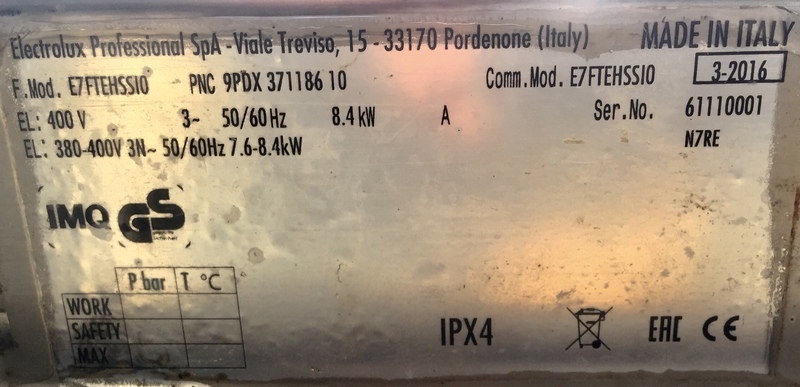 Electrolux Professional SpA - Viale Treviso, 15 - 33170 Pordenone (Italy) MADE IN ITALY
F.Mod. E7FTEHSSI0 PNC 9PDX 371186 10 Comm.Mod. E7FTEHSSI0 3-2016
EL: 400 V 3~ 50/60 Hz 8.4 kW A Ser.No. 61110001
EL: 380-400V 3N~ 50/60Hz 7.6-8.4kW N7RE
IMQ GS
P bar T °C
WORK
SAFETY
MAX
IPX4 EAC CE